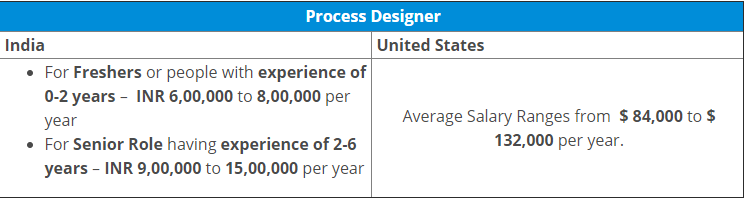 Process Designer
India
United States
• For Freshers or people with experience of
0-2 years – INR 6,00,000 to 8,00,000 per
year
• For Senior Role having experience of 2-6
years – INR 9,00,000 to 15,00,000 per year
Average Salary Ranges from $ 84,000 to $
132,000 per year.